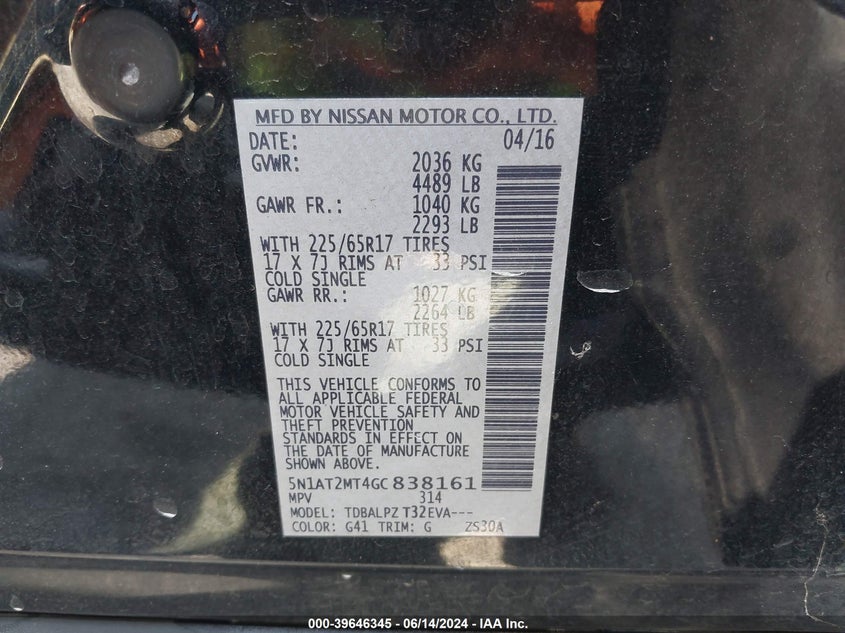 MFD BY NISSAN MOTOR CO., LTD.
DATE: 04/16
GVWR: 2036 KG
4489 LB
GAWR FR.: 1040 KG
2293 LB
WITH 225/65R17 TIRES
17 X 7J RIMS AT 33 PSI
COLD SINGLE
GAWR RR.: 1027 KG
2264 LB
WITH 225/65R17 TIRES
17 X 7J RIMS AT 33 PSI
COLD SINGLE
THIS VEHICLE CONFORMS TO
ALL APPLICABLE FEDERAL
MOTOR VEHICLE SAFETY AND
THEFT PREVENTION
STANDARDS IN EFFECT ON
THE DATE OF MANUFACTURE
SHOWN ABOVE.
5N1AT2MT4GC838161
MPV 314
MODEL: TDBALPZ T32EVA---
COLOR: G41 TRIM: G ZS30A
000-39646345 - 06/14/2024 - IAA Inc.